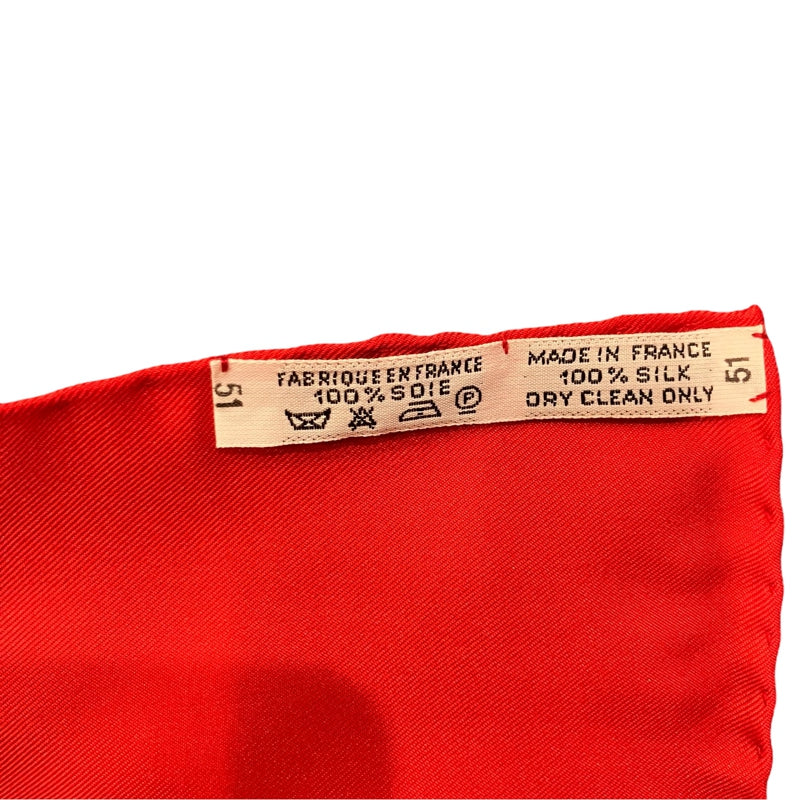 51
FABRIQUE EN FRANCE
100% SOIE
P
MADE IN FRANCE
100% SILK
DRY CLEAN ONLY
51